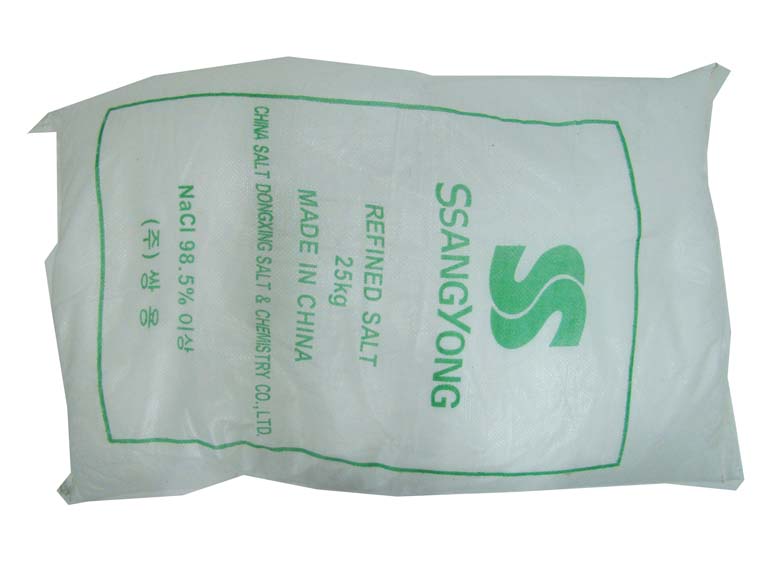 SS
SSANGYONG
REFINED SALT
25kg
MADE IN CHINA
CHINA SALT DONGXING SALT & CHEMISTRY CO.,LTD.
NaCl 98.5% 이상
(주) 쌍 용